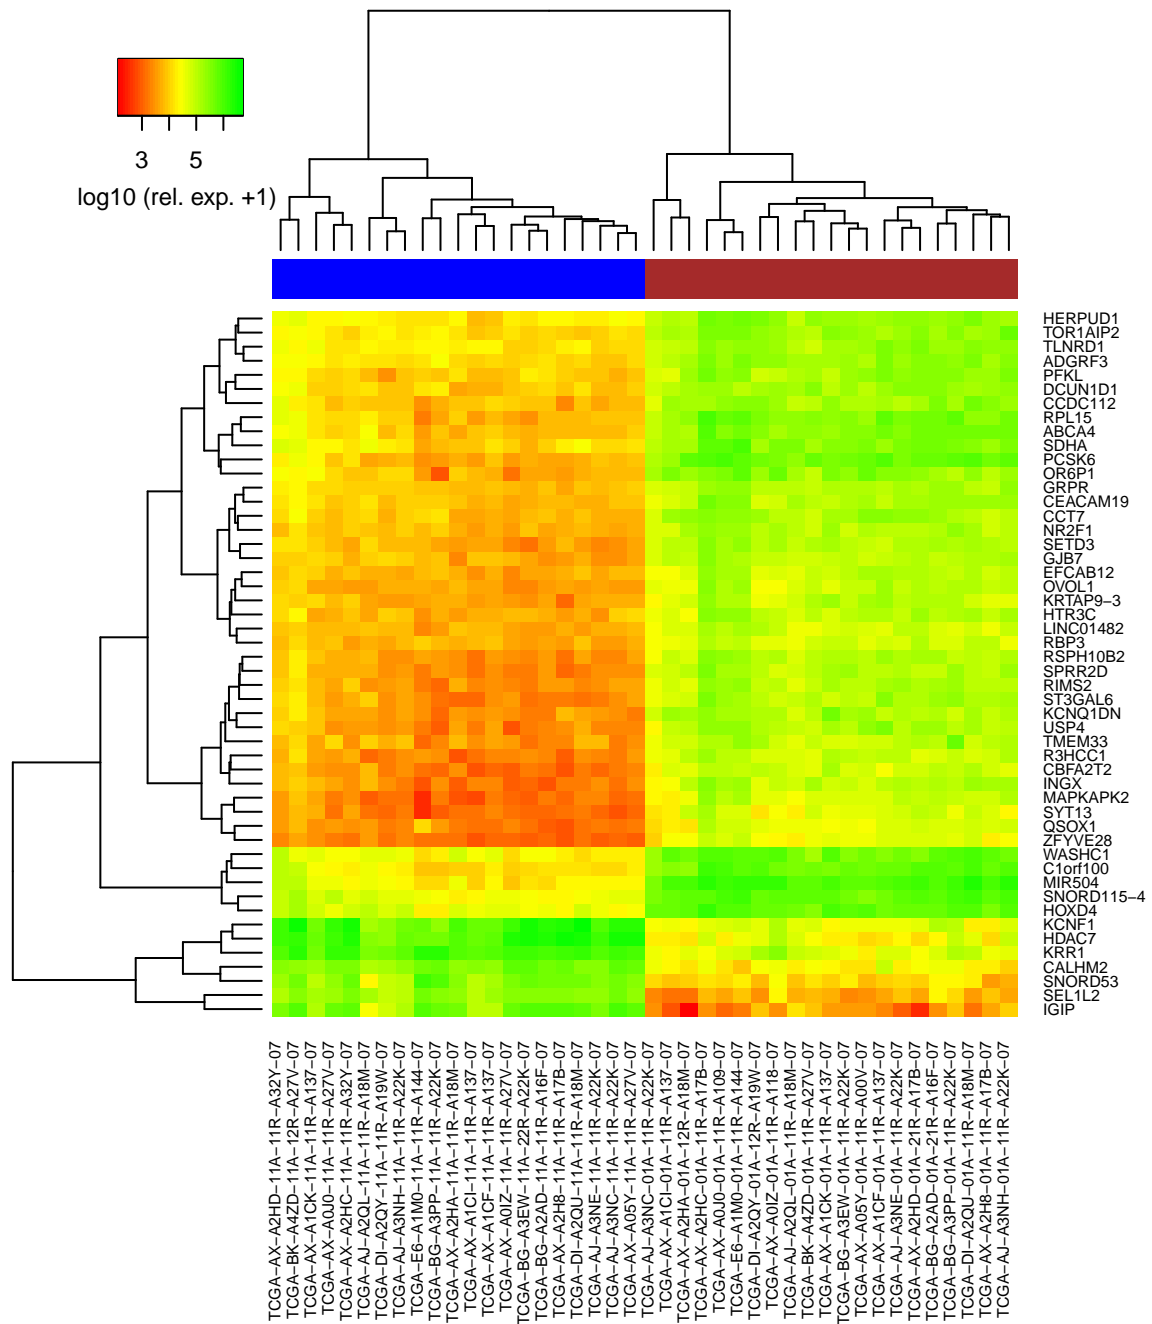 3 5
log10 (rel. exp. +1)
HERPUD1
TOR1AIP2
TLNRD1
ADGRF3
PFKL
DCUN1D1
CCDC112
RPL15
ABCA4
SDHA
PCSK6
OR6P1
GRPR
CEACAM19
CCT7
NR2F1
SETD3
GJB7
EFCAB12
OVOL1
KRTAP9−3
HTR3C
LINC01482
RBP3
RSPH10B2
SPRR2D
RIMS2
ST3GAL6
KCNQ1DN
USP4
TMEM33
R3HCC1
CBFA2T2
INGX
MAPKAPK2
SYT13
QSOX1
ZFYVE28
WASHC1
C1orf100
MIR504
SNORD115−4
HOXD4
KCNF1
HDAC7
KRR1
CALHM2
SNORD53
SEL1L2
IGIP
TCGA−AX−A2HD−11A−11R−A32Y−07
TCGA−BK−A4ZD−11A−12R−A27V−07
TCGA−AX−A1CK−11A−11R−A137−07
TCGA−AX−A0J0−11A−11R−A27V−07
TCGA−AX−A2HC−11A−11R−A32Y−07
TCGA−AJ−A2QL−11A−11R−A18M−07
TCGA−DI−A2QY−11A−11R−A19W−07
TCGA−AJ−A3NH−11A−11R−A22K−07
TCGA−E6−A1M0−11A−11R−A144−07
TCGA−BG−A3PP−11A−11R−A22K−07
TCGA−AX−A2HA−11A−11R−A18M−07
TCGA−AX−A1CI−11A−11R−A137−07
TCGA−AX−A1CF−11A−11R−A137−07
TCGA−AX−A0IZ−11A−11R−A27V−07
TCGA−BG−A3EW−11A−22R−A22K−07
TCGA−BG−A2AD−11A−11R−A16F−07
TCGA−AX−A2H8−11A−11R−A17B−07
TCGA−DI−A2QU−11A−11R−A18M−07
TCGA−AJ−A3NE−11A−11R−A22K−07
TCGA−AJ−A3NC−11A−11R−A22K−07
TCGA−AX−A05Y−11A−11R−A27V−07
TCGA−AJ−A3NC−01A−11R−A22K−07
TCGA−AX−A1CI−01A−11R−A137−07
TCGA−AX−A2HA−01A−12R−A18M−07
TCGA−AX−A2HC−01A−11R−A17B−07
TCGA−AX−A0J0−01A−11R−A109−07
TCGA−E6−A1M0−01A−11R−A144−07
TCGA−DI−A2QY−01A−12R−A19W−07
TCGA−AX−A0IZ−01A−11R−A118−07
TCGA−AJ−A2QL−01A−11R−A18M−07
TCGA−BK−A4ZD−01A−11R−A27V−07
TCGA−AX−A1CK−01A−11R−A137−07
TCGA−BG−A3EW−01A−11R−A22K−07
TCGA−AX−A05Y−01A−11R−A00V−07
TCGA−AX−A1CF−01A−11R−A137−07
TCGA−AJ−A3NE−01A−11R−A22K−07
TCGA−AX−A2HD−01A−21R−A17B−07
TCGA−BG−A2AD−01A−21R−A16F−07
TCGA−BG−A3PP−01A−11R−A22K−07
TCGA−DI−A2QU−01A−11R−A18M−07
TCGA−AX−A2H8−01A−11R−A17B−07
TCGA−AJ−A3NH−01A−11R−A22K−07